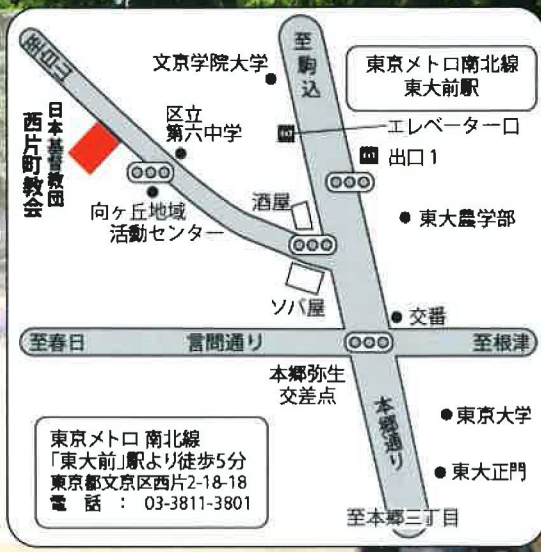 至白山
文京学院大学
至駒込
東京メトロ南北線
東大前駅
日本基督教団
西片町教会
区立
第六中学
エレベーター口
出口1
向ヶ丘地域
活動センター
酒屋
東大農学部
ソバ屋
交番
至春日
言問通り
至根津
本郷弥生
交差点
本郷通り
東京大学
東大正門
至本郷三丁目
東京メトロ 南北線
「東大前」駅より徒歩5分
東京都文京区西片2-18-18
電 話 : 03-3811-3801